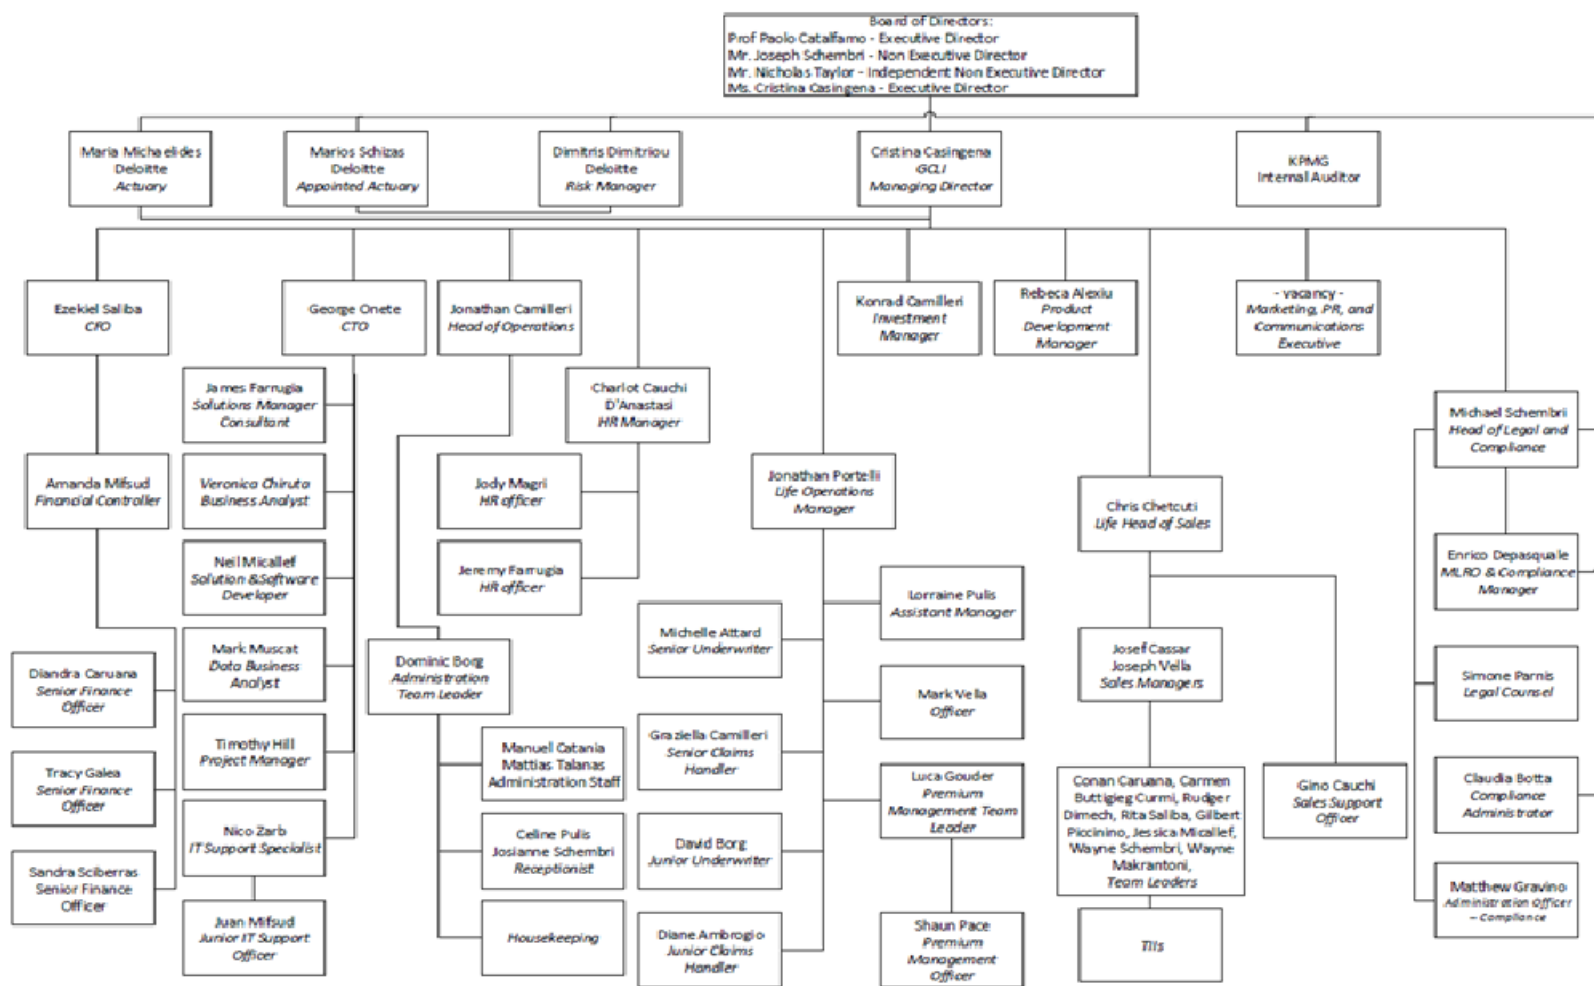 Board of Directors:
Prof Paolo Catalfamo - Executive Director
Mr. Joseph Schembri - Non Executive Director
Mr. Nicholas Taylor - Independent Non Executive Director
Ms. Cristina Casingena - Executive Director
Maria Michaelides
Deloitte
Actuary
Marios Schizas
Deloitte
Appointed Actuary
Dimitris Dimitriou
Deloitte
Risk Manager
Cristina Casingena
GCLI
Managing Director
KPMG
Internal Auditor
Ezekiel Saliba
CFO
George Onete
CTO
Jonathan Camilleri
Head of Operations
Konrad Camilleri
Investment
Manager
Rebeca Alexiu
Product
Development
Manager
- vacancy -
Marketing, PR, and
Communications
Executive
James Farrugia
Solutions Manager
Consultant
Charlot Cauchi
D'Anastasi
HR Manager
Michael Schembri
Head of Legal and
Compliance
Amanda Mifsud
Financial Controller
Veronica Chiruta
Business Analyst
Jody Magri
HR officer
Jonathan Portelli
Life Operations
Manager
Chris Chetcuti
Life Head of Sales
Neil Micallef
Solution & Software
Developer
Jeremy Farrugia
HR officer
Enrico Depasquale
MLRO & Compliance
Manager
Lorraine Pulis
Assistant Manager
Michelle Attard
Senior Underwriter
Mark Muscat
Data Business
Analyst
Dominic Borg
Administration
Team Leader
Josef Cassar
Joseph Vella
Sales Managers
Diandra Caruana
Senior Finance
Officer
Simone Parnis
Legal Counsel
Mark Vella
Officer
Timothy Hill
Project Manager
Manuel Catania
Mattias Talanas
Administration Staff
Graziella Camilleri
Senior Claims
Handler
Tracy Galea
Senior Finance
Officer
Luca Gouder
Premium
Management Team
Leader
Conan Caruana, Carmen
Buttigieg Curmi, Rudger
Dimech, Rita Saliba, Gilbert
Piccinino, Jessica Micallef,
Wayne Schembri, Wayne
Makrantoni,
Team Leaders
Gino Cauchi
Sales Support
Officer
Claudia Botta
Compliance
Administrator
Nico Zarb
IT Support Specialist
Celine Pulis
Josianne Schembri
Receptionist
David Borg
Junior Underwriter
Sandra Sciberras
Senior Finance
Officer
Matthew Gravino
Administration Officer
– Compliance
Juan Mifsud
Junior IT Support
Officer
Housekeeping
Diane Ambrogio
Junior Claims
Handler
Shaun Pace
Premium
Management
Officer
TIIs